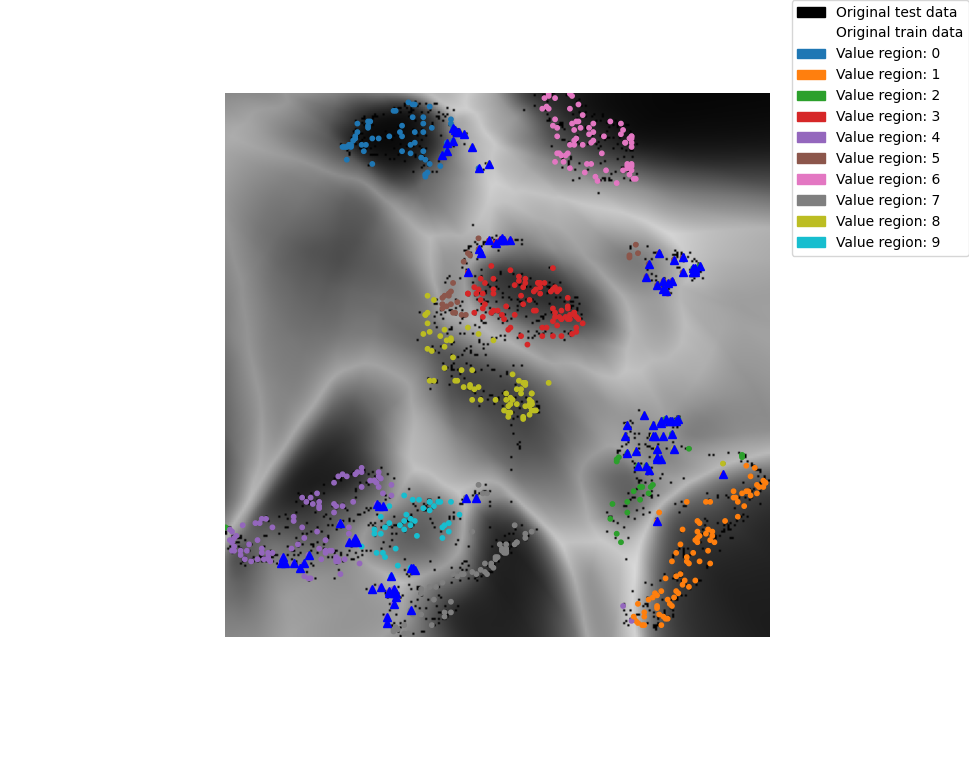 Original test data
Original train data
Value region: 0
Value region: 1
Value region: 2
Value region: 3
Value region: 4
Value region: 5
Value region: 6
Value region: 7
Value region: 8
Value region: 9